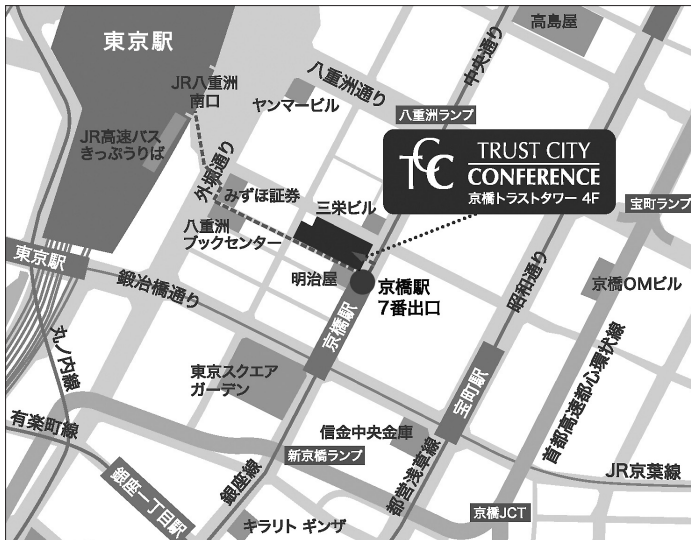 東京駅
高島屋
中央通り
八重洲通り
JR八重洲
南口
ヤンマービル
八重洲ランプ
JR高速バス
きっぷうりば
外堀通り
TCC
TRUST CITY
CONFERENCE
京橋トラストタワー 4F
みずほ証券
三栄ビル
宝町ランプ
八重洲
ブックセンター
東京駅
鍛冶橋通り
明治屋
京橋駅
7番出口
昭和通り
京橋OMビル
丸ノ内線
京橋駅
東京スクエア
ガーデン
宝町駅
首都高速都心環状線
有楽町線
信金中央金庫
新京橋ランプ
銀座線
都営浅草線
JR京葉線
銀座一丁目駅
京橋JCT
キラリト ギンザ